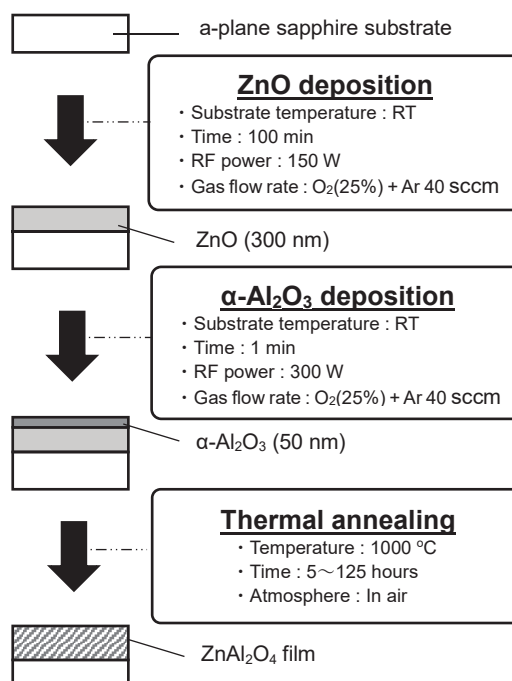 a-plane sapphire substrate
ZnO deposition
・Substrate temperature : RT
・Time : 100 min
・RF power : 150 W
・Gas flow rate : O₂(25%) + Ar 40 sccm
ZnO (300 nm)
α-Al₂O₃ deposition
・Substrate temperature : RT
・Time : 1 min
・RF power : 300 W
・Gas flow rate : O₂(25%) + Ar 40 sccm
α-Al₂O₃ (50 nm)
Thermal annealing
・Temperature : 1000 ℃
・Time : 5～125 hours
・Atmosphere : In air
ZnAl₂O₄ film